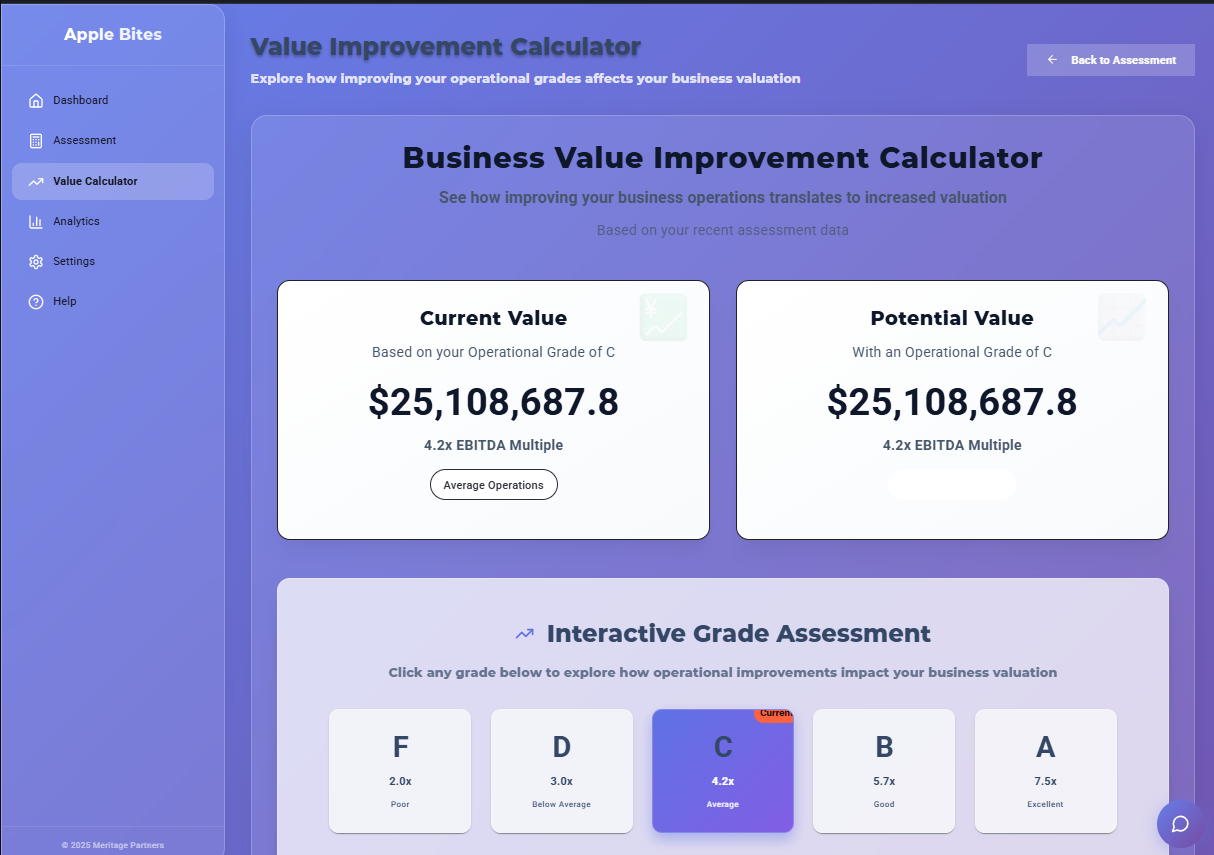 Apple Bites
Dashboard
Assessment
Value Calculator
Analytics
Settings
Help
© 2025 Meritage Partners
Value Improvement Calculator
Explore how improving your operational grades affects your business valuation
Back to Assessment
Business Value Improvement Calculator
See how improving your business operations translates to increased valuation
Based on your recent assessment data
Current Value
¥
Based on your Operational Grade of C
$25,108,687.8
4.2x EBITDA Multiple
Average Operations
Potential Value
With an Operational Grade of C
$25,108,687.8
4.2x EBITDA Multiple
Interactive Grade Assessment
Click any grade below to explore how operational improvements impact your business valuation
F
2.0x
Poor
D
3.0x
Below Average
Current
C
4.2x
Average
B
5.7x
Good
A
7.5x
Excellent